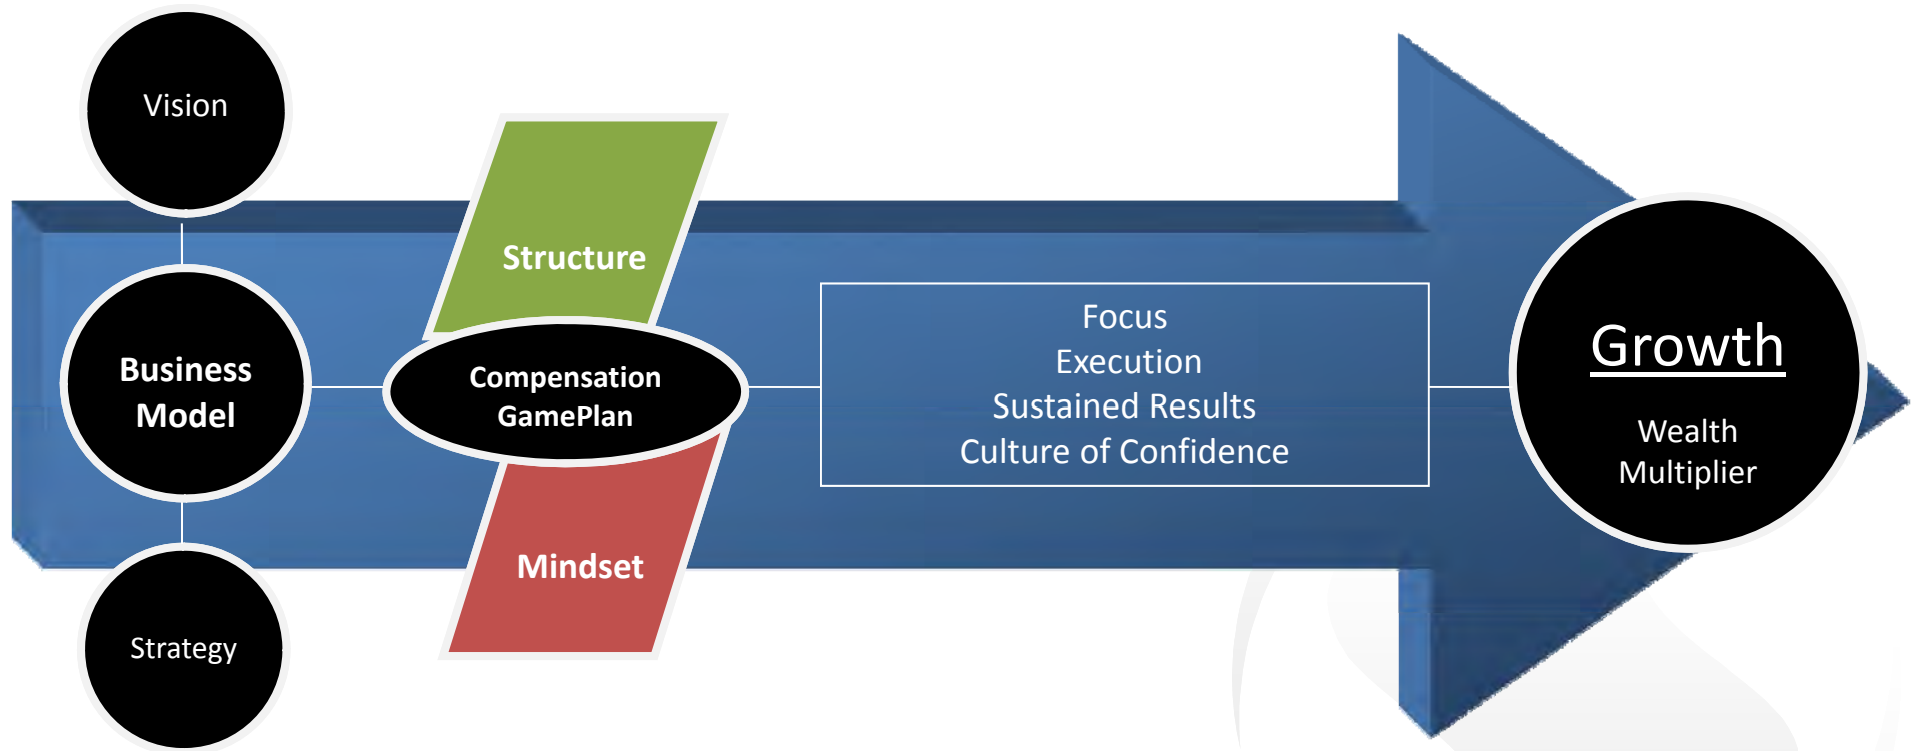 Vision
Business
Model
Strategy
Structure
Compensation
GamePlan
Mindset
Focus
Execution
Sustained Results
Culture of Confidence
Growth
Wealth
Multiplier